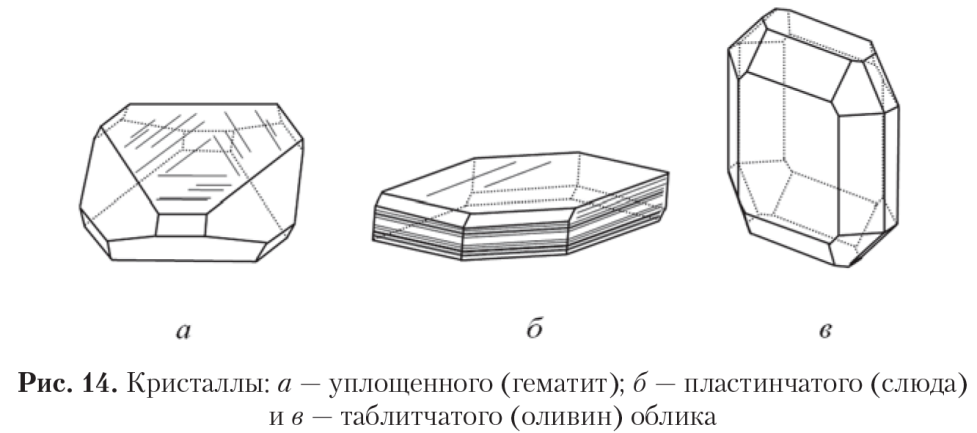 а б в
Рис. 14. Кристаллы: а — уплощенного (гематит); б — пластинчатого (слюда)
и в — таблитчатого (оливин) облика